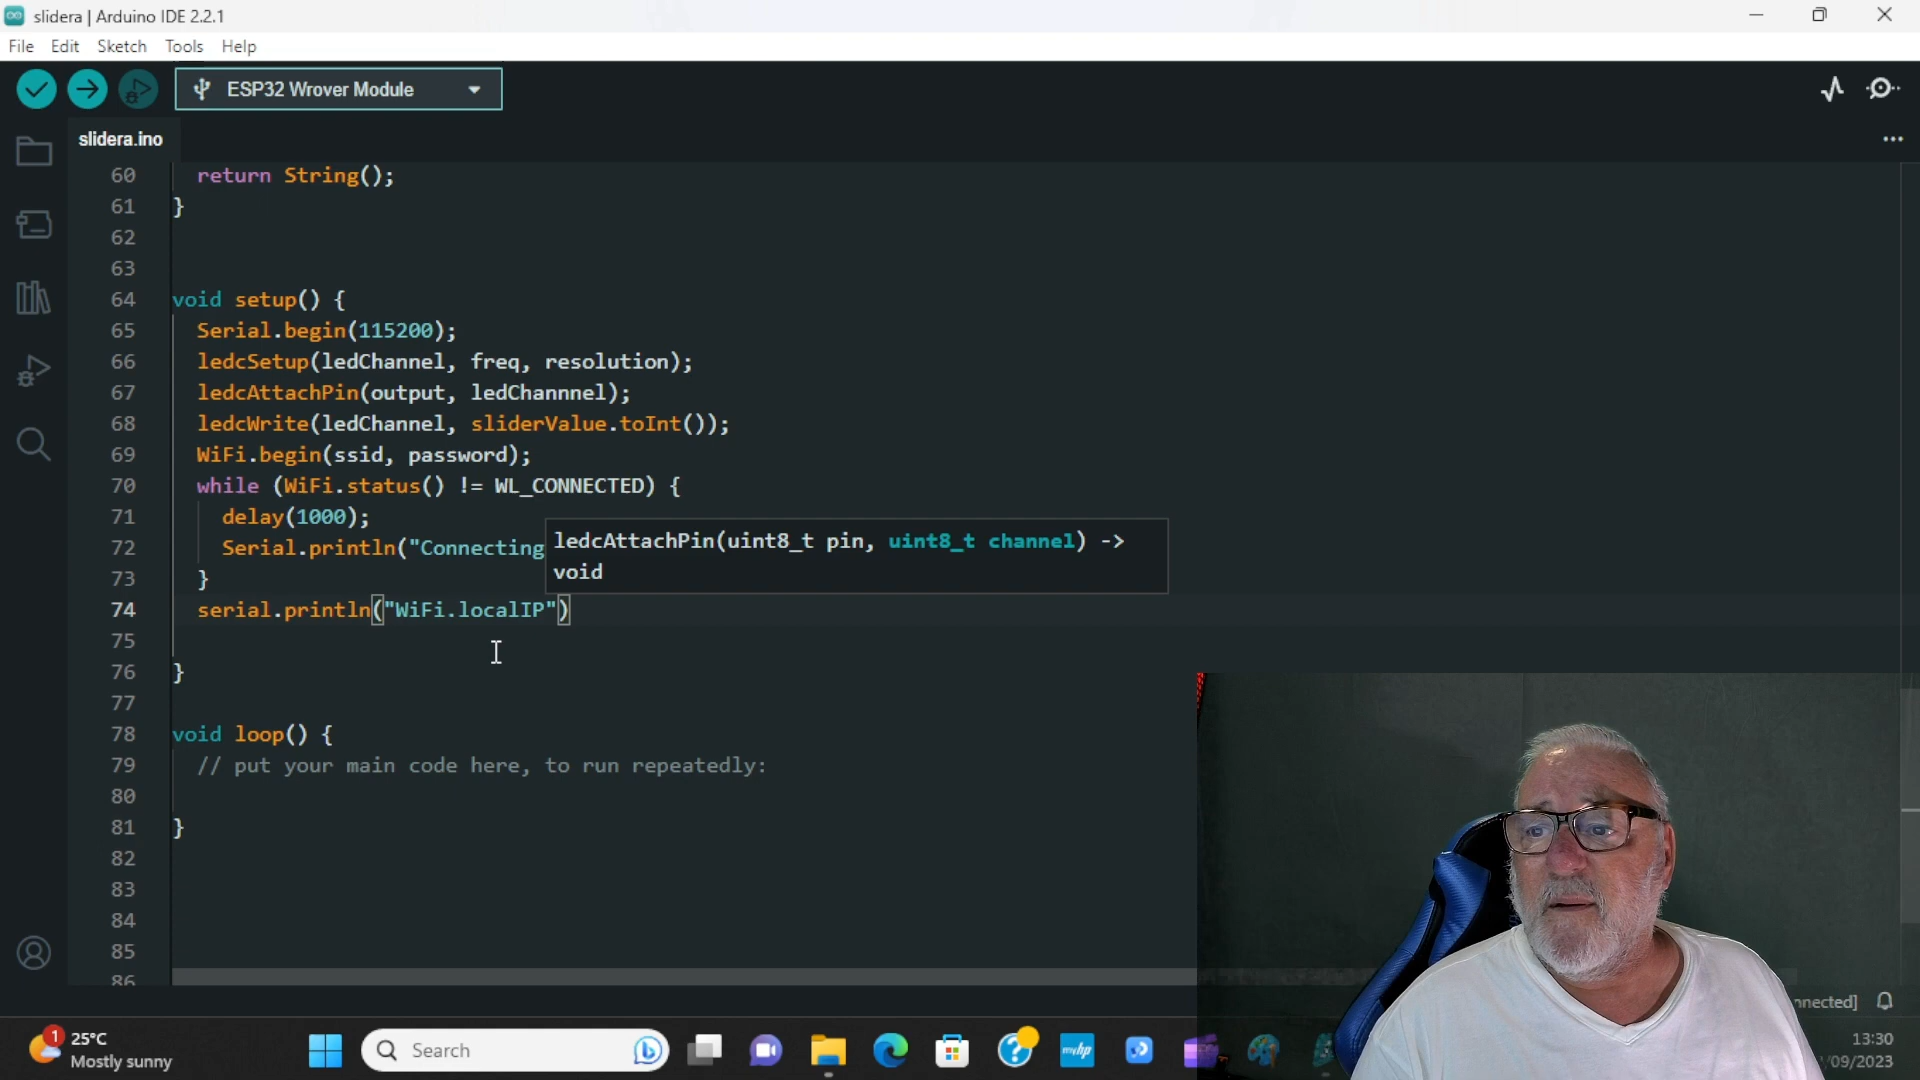 slidera | Arduino IDE 2.2.1
File Edit Sketch Tools Help
ESP32 Wrover Module
slidera.ino
60 return String();
61 }
62
63
64 void setup() {
65 Serial.begin(115200);
66 ledcSetup(ledChannel, freq, resolution);
67 ledcAttachPin(output, ledChannnel);
68 ledcWrite(ledChannel, sliderValue.toInt());
69 WiFi.begin(ssid, password);
70 while (WiFi.status() != WL_CONNECTED) {
71 delay(1000);
72 Serial.println("Connecting
ledcAttachPin(uint8_t pin, uint8_t channel) ->
void
73 }
74 serial.println("WiFi.localIP")
75
76 }
77
78 void loop() {
79 // put your main code here, to run repeatedly:
80
81 }
82
83
84
85
86
nnected]
1
25°C
Mostly sunny
Search
myhp
13:30
/09/2023